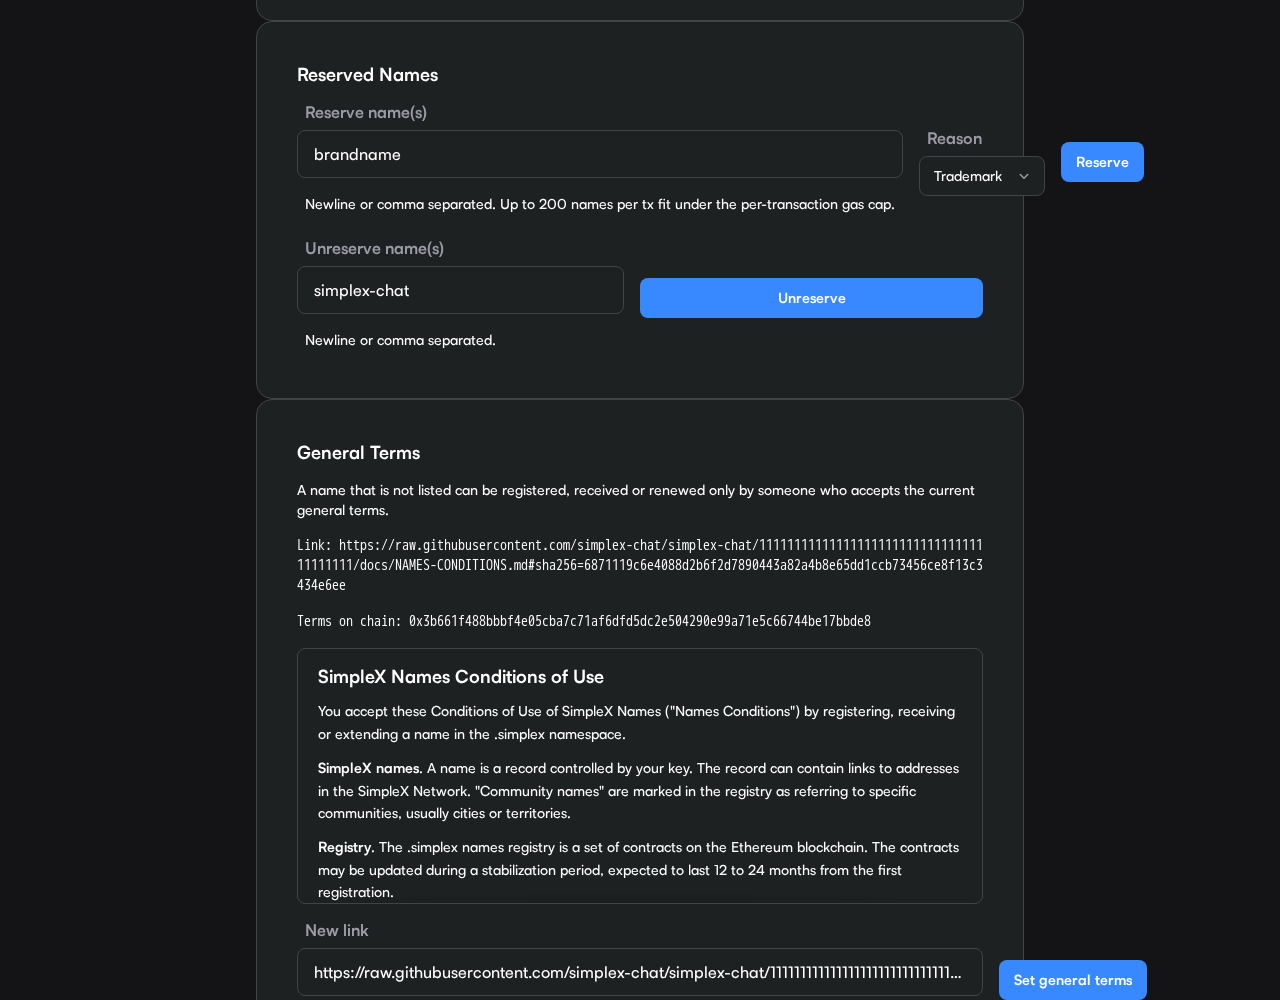 Reserved Names
Reserve name(s)
Reason
brandname
Trademark
Reserve
Newline or comma separated. Up to 200 names per tx fit under the per-transaction gas cap.
Unreserve name(s)
simplex-chat
Unreserve
Newline or comma separated.
General Terms
A name that is not listed can be registered, received or renewed only by someone who accepts the current
general terms.
Link: https://raw.githubusercontent.com/simplex-chat/simplex-chat/11111111111111111111111111111111
11111111/docs/NAMES-CONDITIONS.md#sha256=6871119c6e4088d2b6f2d7890443a82a4b8e65dd1ccb73456ce8f13c3
434e6ee
Terms on chain: 0x3b661f488bbbf4e05cba7c71af6dfd5dc2e504290e99a71e5c66744be17bbde8
SimpleX Names Conditions of Use
You accept these Conditions of Use of SimpleX Names ("Names Conditions") by registering, receiving
or extending a name in the .simplex namespace.
SimpleX names. A name is a record controlled by your key. The record can contain links to addresses
in the SimpleX Network. "Community names" are marked in the registry as referring to specific
communities, usually cities or territories.
Registry. The .simplex names registry is a set of contracts on the Ethereum blockchain. The contracts
may be updated during a stabilization period, expected to last 12 to 24 months from the first
registration.
New link
https://raw.githubusercontent.com/simplex-chat/simplex-chat/111111111111111111111111111111...
Set general terms